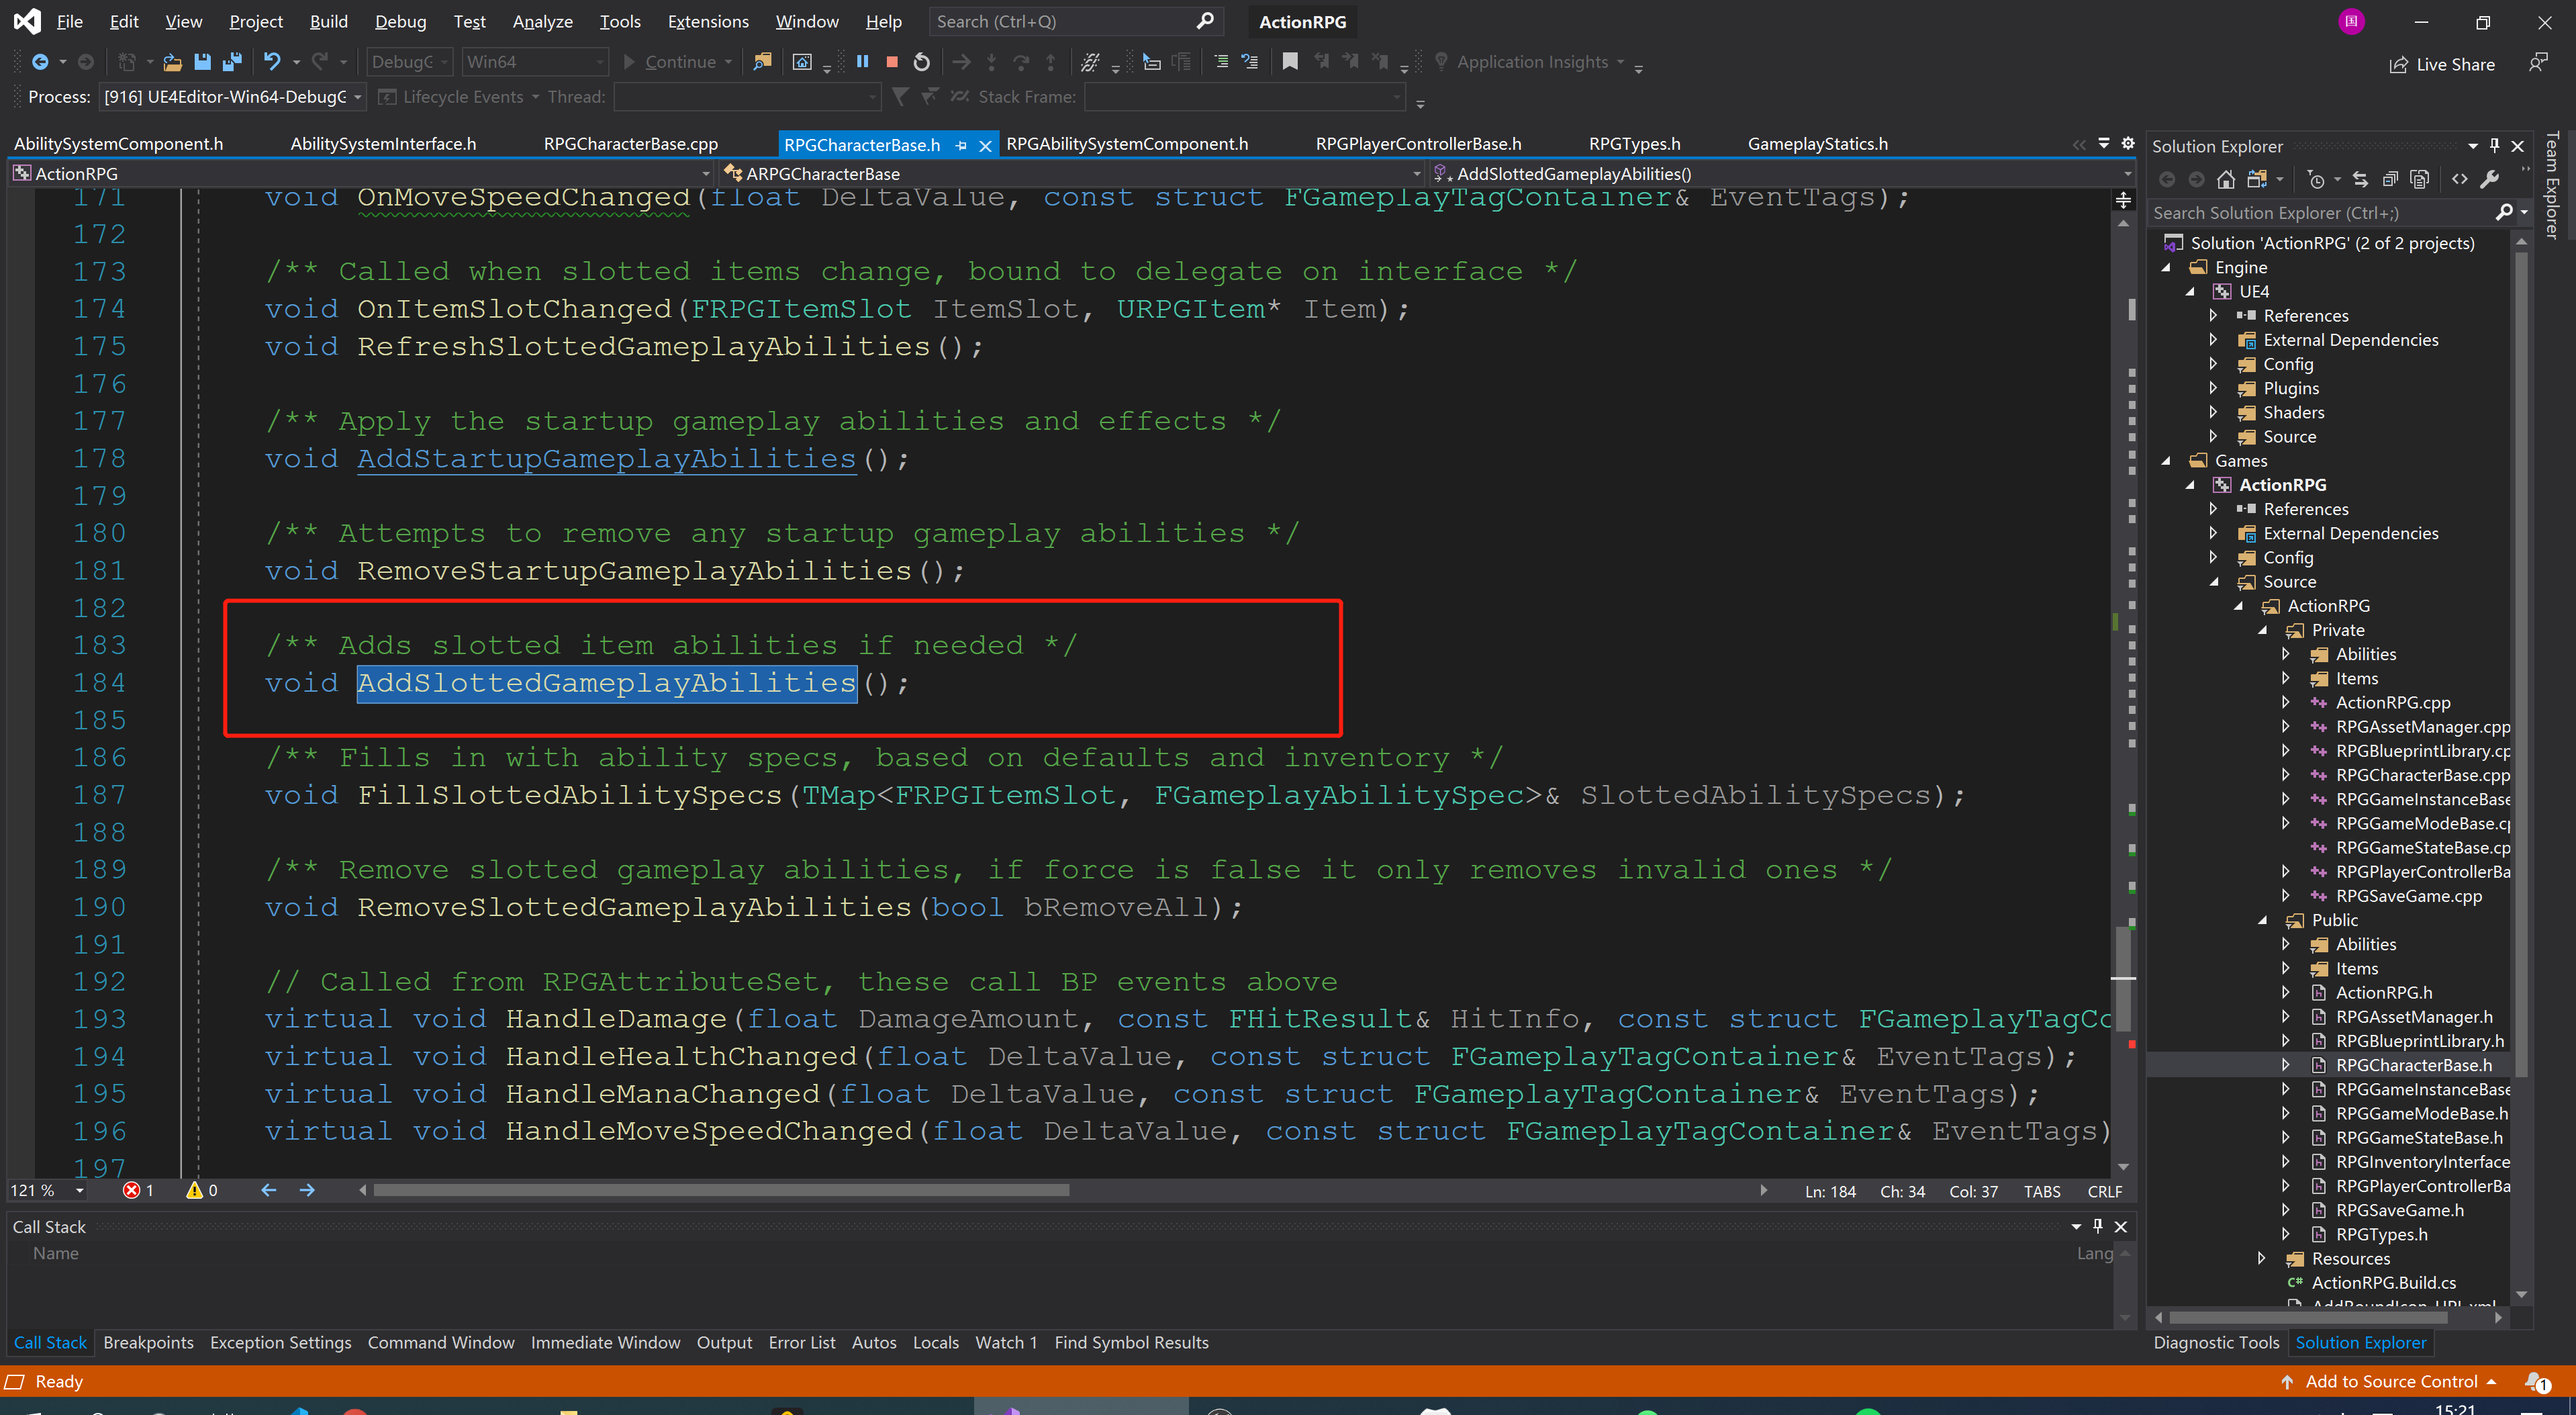 File Edit View Project Build Debug Test Analyze Tools Extensions Window Help Search (Ctrl+Q) ActionRPG 国
DebugG Win64 Continue Application Insights Live Share
Process: [916] UE4Editor-Win64-DebugG Lifecycle Events Thread: Stack Frame:
AbilitySystemComponent.h AbilitySystemInterface.h RPGCharacterBase.cpp RPGCharacterBase.h RPGAbilitySystemComponent.h RPGPlayerControllerBase.h RPGTypes.h GameplayStatics.h
ActionRPG ARPGCharacterBase AddSlottedGameplayAbilities()
171 void OnMoveSpeedChanged(float DeltaValue, const struct FGameplayTagContainer& EventTags);
172
173 /** Called when slotted items change, bound to delegate on interface */
174 void OnItemSlotChanged(FRPGItemSlot ItemSlot, URPGItem* Item);
175 void RefreshSlottedGameplayAbilities();
176
177 /** Apply the startup gameplay abilities and effects */
178 void AddStartupGameplayAbilities();
179
180 /** Attempts to remove any startup gameplay abilities */
181 void RemoveStartupGameplayAbilities();
182
183 /** Adds slotted item abilities if needed */
184 void AddSlottedGameplayAbilities();
185
186 /** Fills in with ability specs, based on defaults and inventory */
187 void FillSlottedAbilitySpecs(TMap<FRPGItemSlot, FGameplayAbilitySpec>& SlottedAbilitySpecs);
188
189 /** Remove slotted gameplay abilities, if force is false it only removes invalid ones */
190 void RemoveSlottedGameplayAbilities(bool bRemoveAll);
191
192 // Called from RPGAttributeSet, these call BP events above
193 virtual void HandleDamage(float DamageAmount, const FHitResult& HitInfo, const struct FGameplayTagCo
194 virtual void HandleHealthChanged(float DeltaValue, const struct FGameplayTagContainer& EventTags);
195 virtual void HandleManaChanged(float DeltaValue, const struct FGameplayTagContainer& EventTags);
196 virtual void HandleMoveSpeedChanged(float DeltaValue, const struct FGameplayTagContainer& EventTags)
197
121 % 1 0 Ln: 184 Ch: 34 Col: 37 TABS CRLF
Call Stack
Name Lang
Call Stack Breakpoints Exception Settings Command Window Immediate Window Output Error List Autos Locals Watch 1 Find Symbol Results
Solution Explorer
Search Solution Explorer (Ctrl+;)
Solution 'ActionRPG' (2 of 2 projects)
Engine
UE4
References
External Dependencies
Config
Plugins
Shaders
Source
Games
ActionRPG
References
External Dependencies
Config
Source
ActionRPG
Private
Abilities
Items
ActionRPG.cpp
RPGAssetManager.cpp
RPGBlueprintLibrary.cp
RPGCharacterBase.cpp
RPGGameInstanceBase
RPGGameModeBase.cp
RPGGameStateBase.cp
RPGPlayerControllerBa
RPGSaveGame.cpp
Public
Abilities
Items
ActionRPG.h
RPGAssetManager.h
RPGBlueprintLibrary.h
RPGCharacterBase.h
RPGGameInstanceBase
RPGGameModeBase.h
RPGGameStateBase.h
RPGInventoryInterface
RPGPlayerControllerBa
RPGSaveGame.h
RPGTypes.h
Resources
C# ActionRPG.Build.cs
Diagnostic Tools Solution Explorer
Team Explorer
Ready Add to Source Control 1
15:21